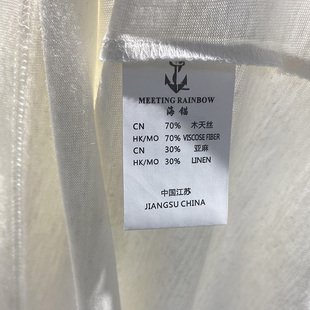 MEETING RAINBOW
海锚
CN 70% 木天丝
HK/MO 70% VISCOSE FIBER
CN 30% 亚麻
HK/MO 30% LINEN
中国江苏
JIANGSU CHINA